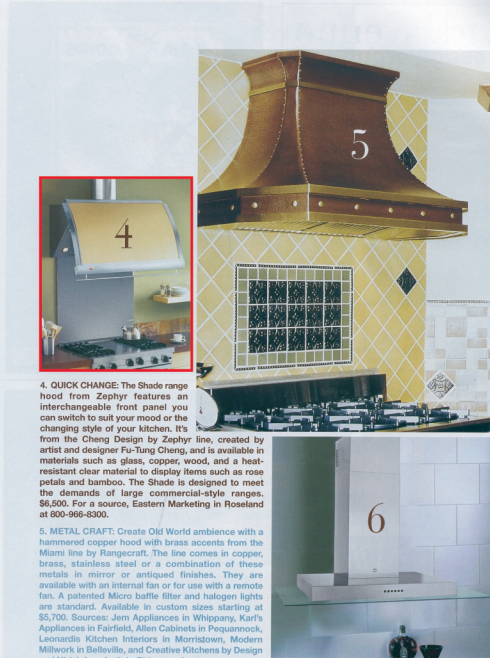 5
4
4. QUICK CHANGE: The Shade range
hood from Zephyr features an
interchangeable front panel you
can switch to suit your mood or the
changing style of your kitchen. It's
from the Cheng Design by Zephyr line, created by
artist and designer Fu-Tung Cheng, and is available in
materials such as glass, copper, wood, and a heat-
resistant clear material to display items such as rose
petals and bamboo. The Shade is designed to meet
the demands of large commercial-style ranges.
$6,500. For a source, Eastern Marketing in Roseland
at 800-966-8300.
5. METAL CRAFT: Create Old World ambience with a
hammered copper hood with brass accents from the
Miami line by Rangecraft. The line comes in copper,
brass, stainless steel or a combination of these
metals in mirror or antiqued finishes. They are
available with an internal fan or for use with a remote
fan. A patented Micro baffle filter and halogen lights
are standard. Available in custom sizes starting at
$5,700. Sources: Jem Appliances in Whippany, Karl's
Appliances in Fairfield, Allen Cabinets in Pequannock,
Leonardis Kitchen Interiors in Morristown, Modern
Millwork in Belleville, and Creative Kitchens by Design
6